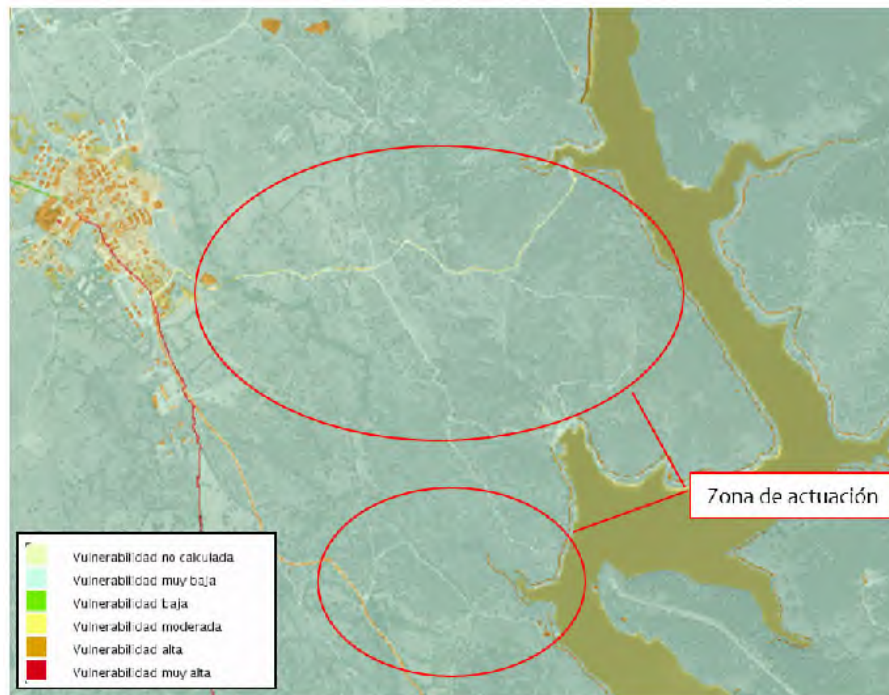 Zona de actuación
Vulnerabilidad no calculada
Vulnerabilidad muy baja
Vulnerabilidad baja
Vulnerabilidad moderada
Vulnerabilidad alta
Vulnerabilidad muy alta